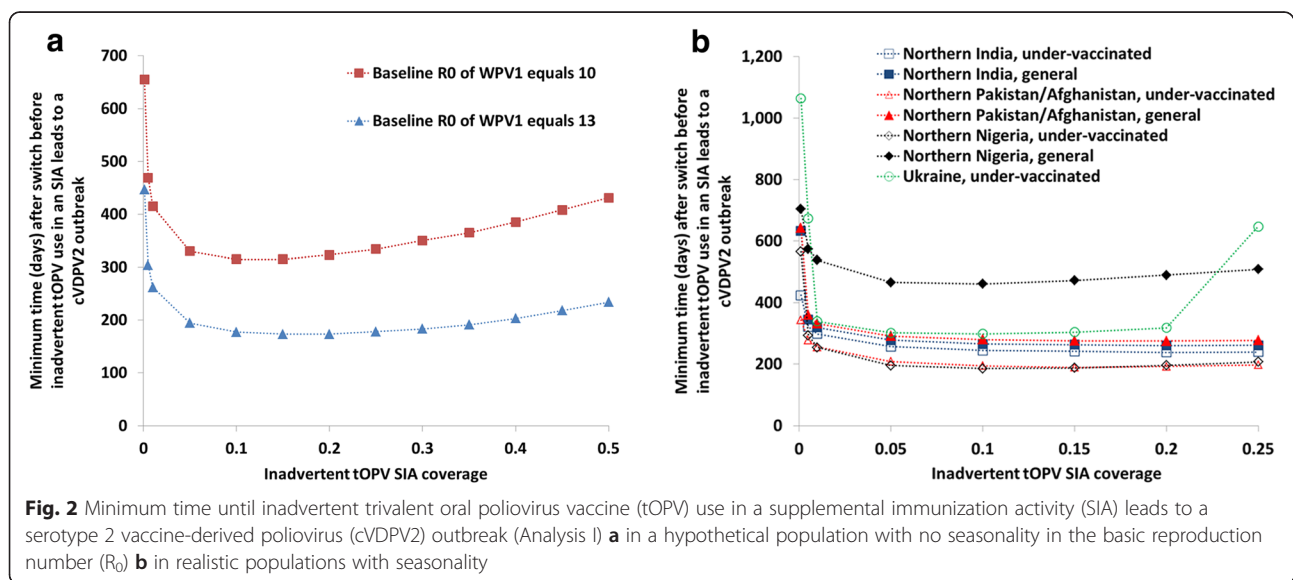 a
Minimum time (days) after switch before
inadvertent tOPV use in an SIA leads to a
cVDPV2 outbreak
700
600
500
400
300
200
100
0
Baseline R0 of WPV1 equals 10
Baseline R0 of WPV1 equals 13
0 0.1 0.2 0.3 0.4 0.5
Inadvertent tOPV SIA coverage
b
Minimum time (days) after switch before
inadvertent tOPV use in an SIA leads to a
cVDPV2 outbreak
1,200
1,000
800
600
400
200
0
Northern India, under-vaccinated
Northern India, general
Northern Pakistan/Afghanistan, under-vaccinated
Northern Pakistan/Afghanistan, general
Northern Nigeria, under-vaccinated
Northern Nigeria, general
Ukraine, under-vaccinated
0 0.05 0.1 0.15 0.2 0.25
Inadvertent tOPV SIA coverage
Fig. 2 Minimum time until inadvertent trivalent oral poliovirus vaccine (tOPV) use in a supplemental immunization activity (SIA) leads to a
serotype 2 vaccine-derived poliovirus (cVDPV2) outbreak (Analysis I) a in a hypothetical population with no seasonality in the basic reproduction
number (R₀) b in realistic populations with seasonality